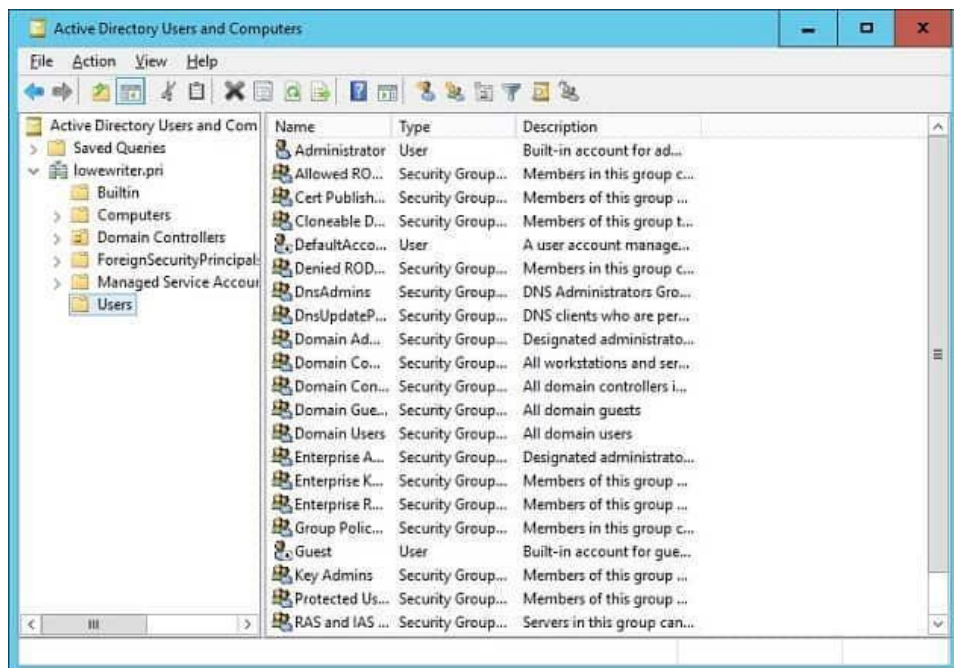 Active Directory Users and Computers
File Action View Help
Active Directory Users and Com
Saved Queries
lowewriter.pri
Builtin
Computers
Domain Controllers
ForeignSecurityPrincipals
Managed Service Accour
Users
Name Type Description
Administrator User Built-in account for ad...
Allowed RO... Security Group... Members in this group c...
Cert Publish... Security Group... Members of this group ...
Cloneable D... Security Group... Members of this group t...
DefaultAcco... User A user account manage...
Denied ROD... Security Group... Members in this group c...
DnsAdmins Security Group... DNS Administrators Gro...
DnsUpdateP... Security Group... DNS clients who are per...
Domain Ad... Security Group... Designated administrato...
Domain Co... Security Group... All workstations and ser...
Domain Con... Security Group... All domain controllers i...
Domain Gue... Security Group... All domain guests
Domain Users Security Group... All domain users
Enterprise A... Security Group... Designated administrato...
Enterprise K... Security Group... Members of this group ...
Enterprise R... Security Group... Members of this group ...
Group Polic... Security Group... Members in this group c...
Guest User Built-in account for gue...
Key Admins Security Group... Members of this group ...
Protected Us... Security Group... Members of this group ...
RAS and IAS ... Security Group... Servers in this group can...